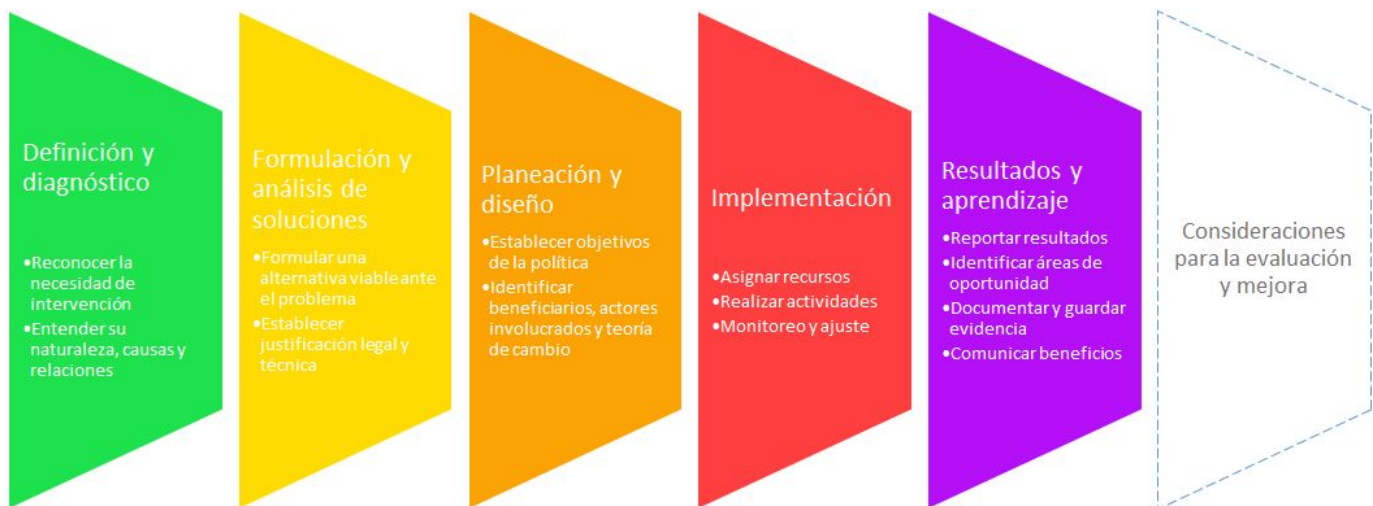 Definición y
diagnóstico
•Reconocer la
necesidad de
intervención
•Entender su
naturaleza, causas y
relaciones
Formulación y
análisis de
soluciones
•Formular una
alternativa viable ante
el problema
•Establecer
justificación legal y
técnica
Planeación y
diseño
•Establecer objetivos
de la política
•Identificar
beneficiarios, actores
involucrados y teoría
de cambio
Implementación
•Asignar recursos
•Realizar actividades
•Monitoreo y ajuste
Resultados y
aprendizaje
•Reportar resultados
•Identificar áreas de
oportunidad
•Documentar y guardar
evidencia
•Comunicar beneficios
Consideraciones
para la evaluación
y mejora